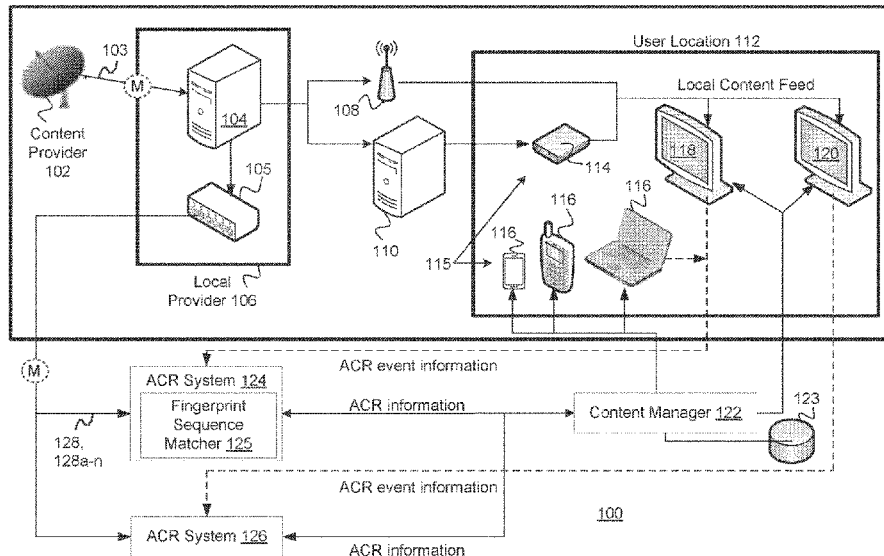 User Location 112
103
M
104
Content
Provider
102
105
Local
Provider 106
108
110
Local Content Feed
114
115
116
116
116
118
120
M
ACR event information
ACR System 124
Fingerprint
Sequence
Matcher 125
128,
128a-n
ACR information
Content Manager 122
123
ACR event information
ACR System 126
ACR information
100